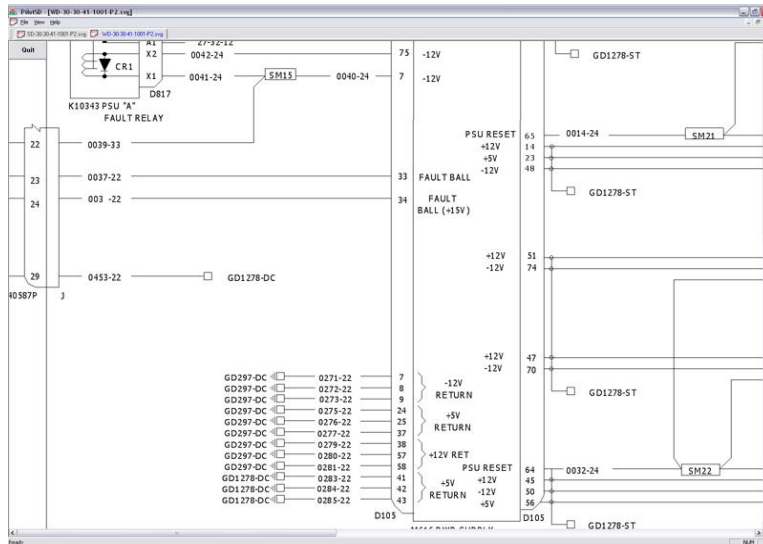 PilotSD - [WD-30-30-41-1001-P2.svg]
File View Help
SD-30-30-41-1001-P2.svg WD-30-30-41-1001-P2.svg
Quit
A1 27-32-12
X2 0042-24
CR1
X1 0041-24 SM15 0040-24
D817
K10343 PSU "A"
FAULT RELAY
75 -12V
7 -12V
GD1278-ST
22 0039-33
PSU RESET 65 0014-24 SM21
+12V 14
+5V 23
-12V 48
23 0037-22 33 FAULT BALL
24 003 -22 34 FAULT
BALL (+15V)
GD1278-ST
+12V 51
-12V 74
29 0453-22 GD1278-DC
40587P J
+12V 47
-12V 70
GD297-DC 0271-22 7
GD297-DC 0272-22 8
GD297-DC 0273-22 9
-12V
RETURN
GD1278-ST
GD297-DC 0275-22 24
GD297-DC 0276-22 25
GD297-DC 0277-22 37
+5V
RETURN
GD297-DC 0279-22 38
GD297-DC 0280-22 57
GD297-DC 0281-22 58
+12V RET
GD1278-DC 0283-22 41
GD1278-DC 0284-22 42
GD1278-DC 0285-22 43
+5V
RETURN
PSU RESET 64 0032-24 SM22
+12V 45
-12V 50
+5V 56
D105
D105
GD1278-ST
Ready
NUM